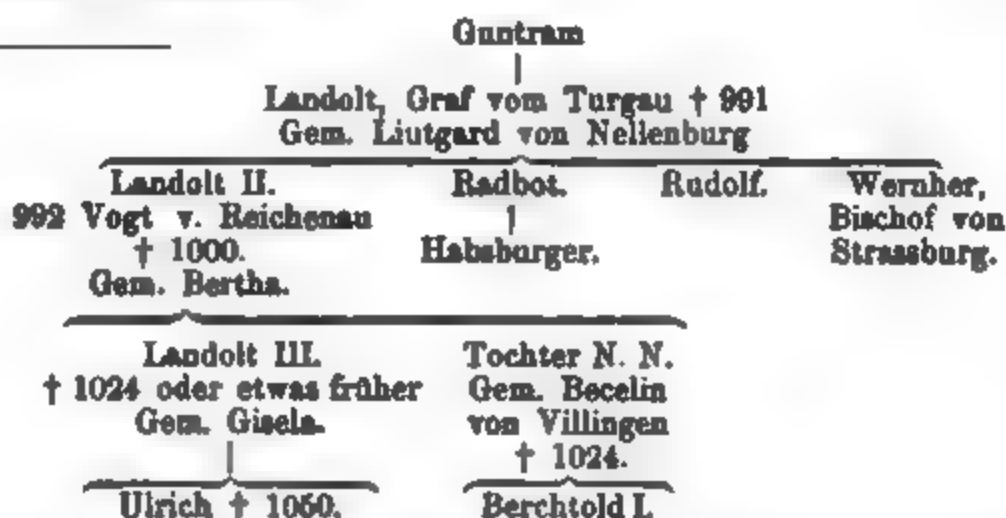 Guntram
Landolt, Graf vom Turgau † 991
Gem. Liutgard von Nellenburg
Landolt II. Radbot. Rudolf. Wernher,
992 Vogt v. Reichenau Bischof von
† 1000. Habsburger. Strassburg.
Gem. Bertha.
Landolt III. Tochter N. N.
† 1024 oder etwas früher Gem. Becelin
Gem. Gisela. von Villingen
† 1024.
Ulrich † 1060. Berchtold I.